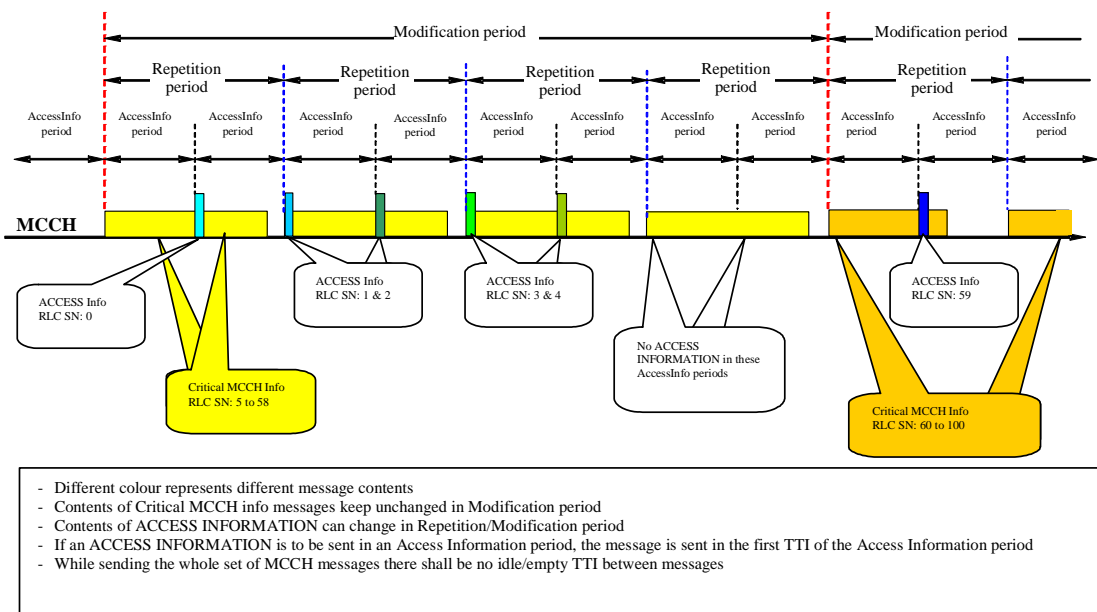 Modification period
Modification period
Repetition
period
Repetition
period
Repetition
period
Repetition
period
Repetition
period
AccessInfo
period
AccessInfo
period
AccessInfo
period
AccessInfo
period
AccessInfo
period
AccessInfo
period
AccessInfo
period
AccessInfo
period
AccessInfo
period
AccessInfo
period
AccessInfo
period
AccessInfo
period
MCCH
ACCESS Info
RLC SN: 0
ACCESS Info
RLC SN: 1 & 2
ACCESS Info
RLC SN: 3 & 4
ACCESS Info
RLC SN: 59
No ACCESS
INFORMATION in these
AccessInfo periods
Critical MCCH Info
RLC SN: 5 to 58
Critical MCCH Info
RLC SN: 60 to 100
- Different colour represents different message contents
- Contents of Critical MCCH info messages keep unchanged in Modification period
- Contents of ACCESS INFORMATION can change in Repetition/Modification period
- If an ACCESS INFORMATION is to be sent in an Access Information period, the message is sent in the first TTI of the Access Information period
- While sending the whole set of MCCH messages there shall be no idle/empty TTI between messages